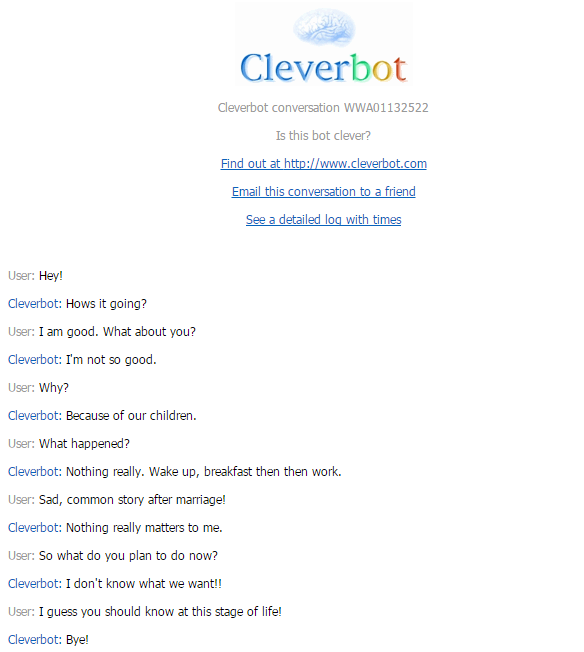 Cleverbot
Cleverbot conversation WWA01132522
Is this bot clever?
Find out at http://www.cleverbot.com
Email this conversation to a friend
See a detailed log with times
User: Hey!
Cleverbot: Hows it going?
User: I am good. What about you?
Cleverbot: I'm not so good.
User: Why?
Cleverbot: Because of our children.
User: What happened?
Cleverbot: Nothing really. Wake up, breakfast then then work.
User: Sad, common story after marriage!
Cleverbot: Nothing really matters to me.
User: So what do you plan to do now?
Cleverbot: I don't know what we want!!
User: I guess you should know at this stage of life!
Cleverbot: Bye!